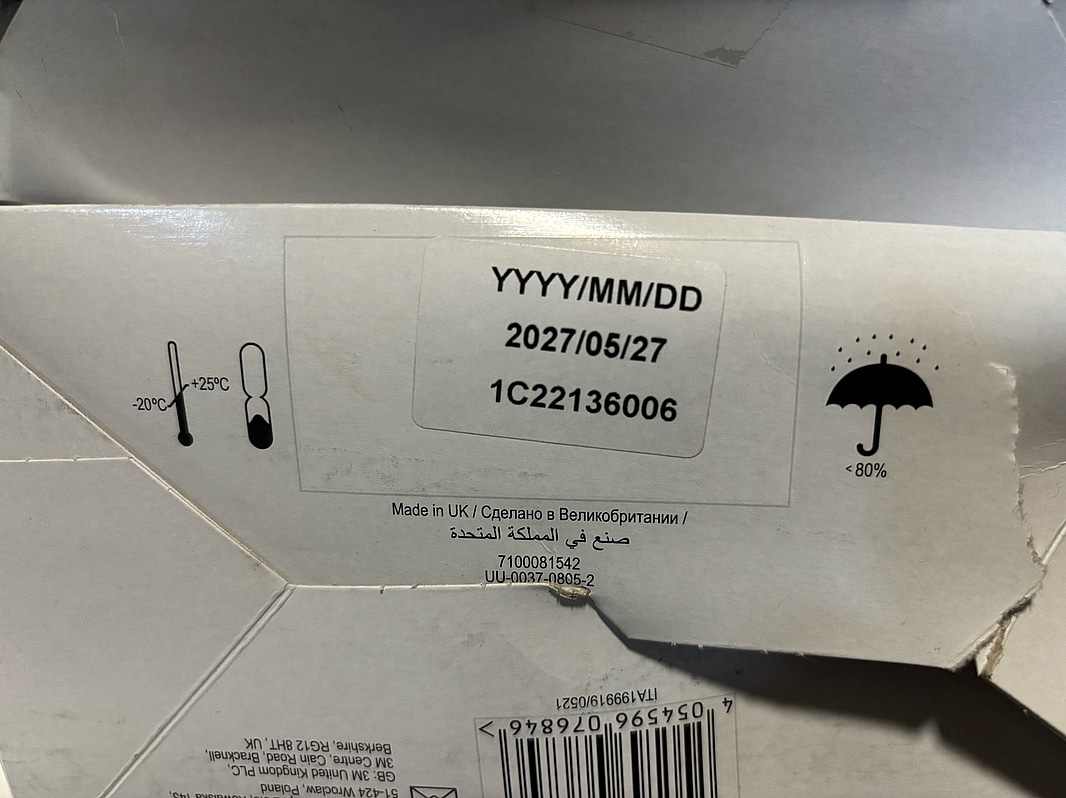 YYYY/MM/DD
2027/05/27
1C22136006
+25ºC
-20ºC
<80%
Made in UK / Сделано в Великобритании /
صنع في المملكة المتحدة
7100081542
UU-0037-0805-2
ITA199919/0521
4 054596 076846 >
51-424 Wroclaw, Poland
GB: 3M United Kingdom PLC,
3M Centre, Cain Road, Bracknell,
Berkshire, RG12 8HT, UK